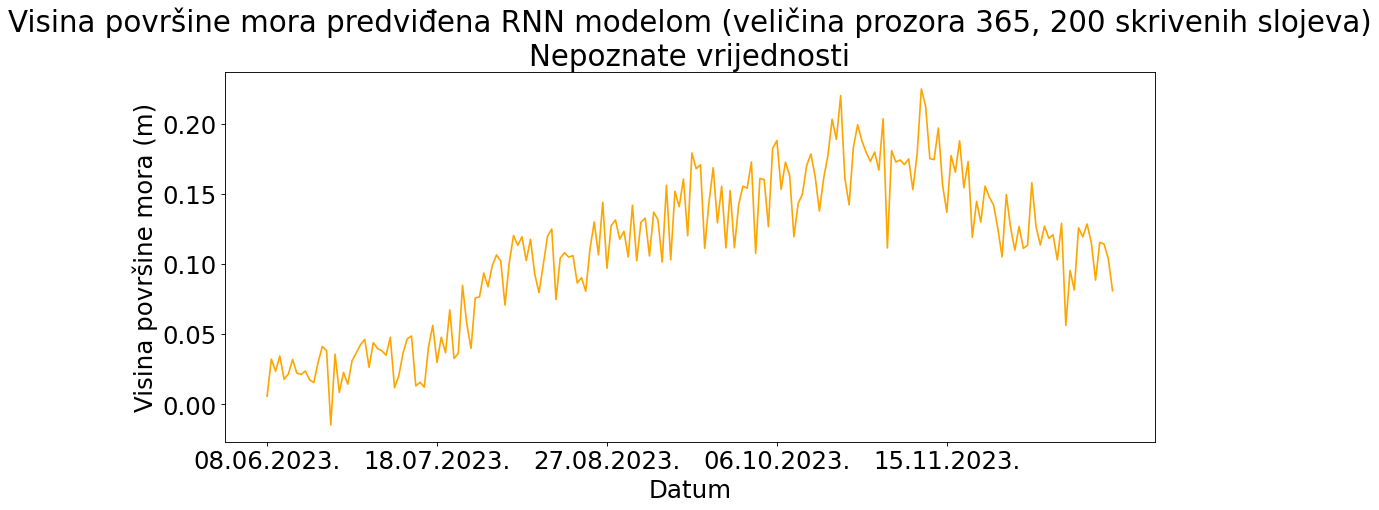 Visina površine mora predviđena RNN modelom (veličina prozora 365, 200 skrivenih slojeva)
Nepoznate vrijednosti
Visina površine mora (m)
0.20
0.15
0.10
0.05
0.00
08.06.2023. 18.07.2023. 27.08.2023. 06.10.2023. 15.11.2023.
Datum